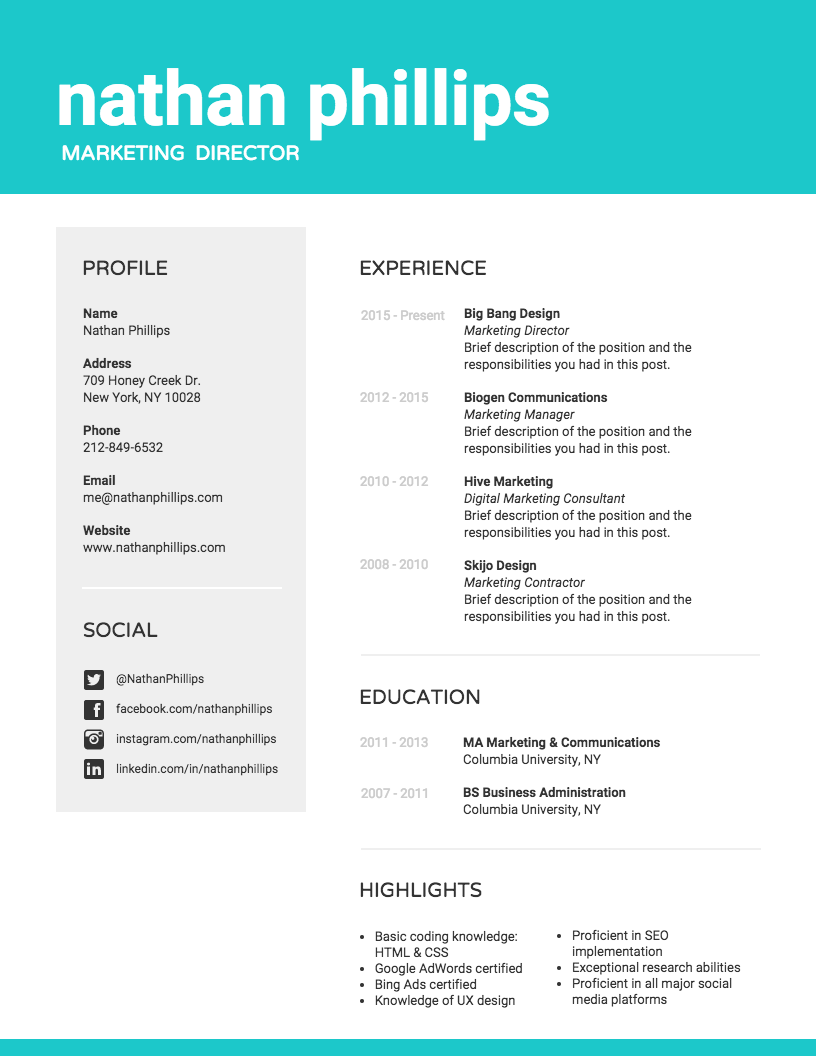 nathan phillips
MARKETING DIRECTOR
PROFILE
Name
Nathan Phillips
Address
709 Honey Creek Dr.
New York, NY 10028
Phone
212-849-6532
Email
me@nathanphillips.com
Website
www.nathanphillips.com
SOCIAL
@NathanPhillips
facebook.com/nathanphillips
instagram.com/nathanphillips
linkedin.com/in/nathanphillips
EXPERIENCE
2015 - Present
Big Bang Design
Marketing Director
Brief description of the position and the
responsibilities you had in this post.
2012 - 2015
Biogen Communications
Marketing Manager
Brief description of the position and the
responsibilities you had in this post.
2010 - 2012
Hive Marketing
Digital Marketing Consultant
Brief description of the position and the
responsibilities you had in this post.
2008 - 2010
Skijo Design
Marketing Contractor
Brief description of the position and the
responsibilities you had in this post.
EDUCATION
2011 - 2013
MA Marketing & Communications
Columbia University, NY
2007 - 2011
BS Business Administration
Columbia University, NY
HIGHLIGHTS
• Basic coding knowledge:
HTML & CSS
• Google AdWords certified
• Bing Ads certified
• Knowledge of UX design
• Proficient in SEO
implementation
• Exceptional research abilities
• Proficient in all major social
media platforms